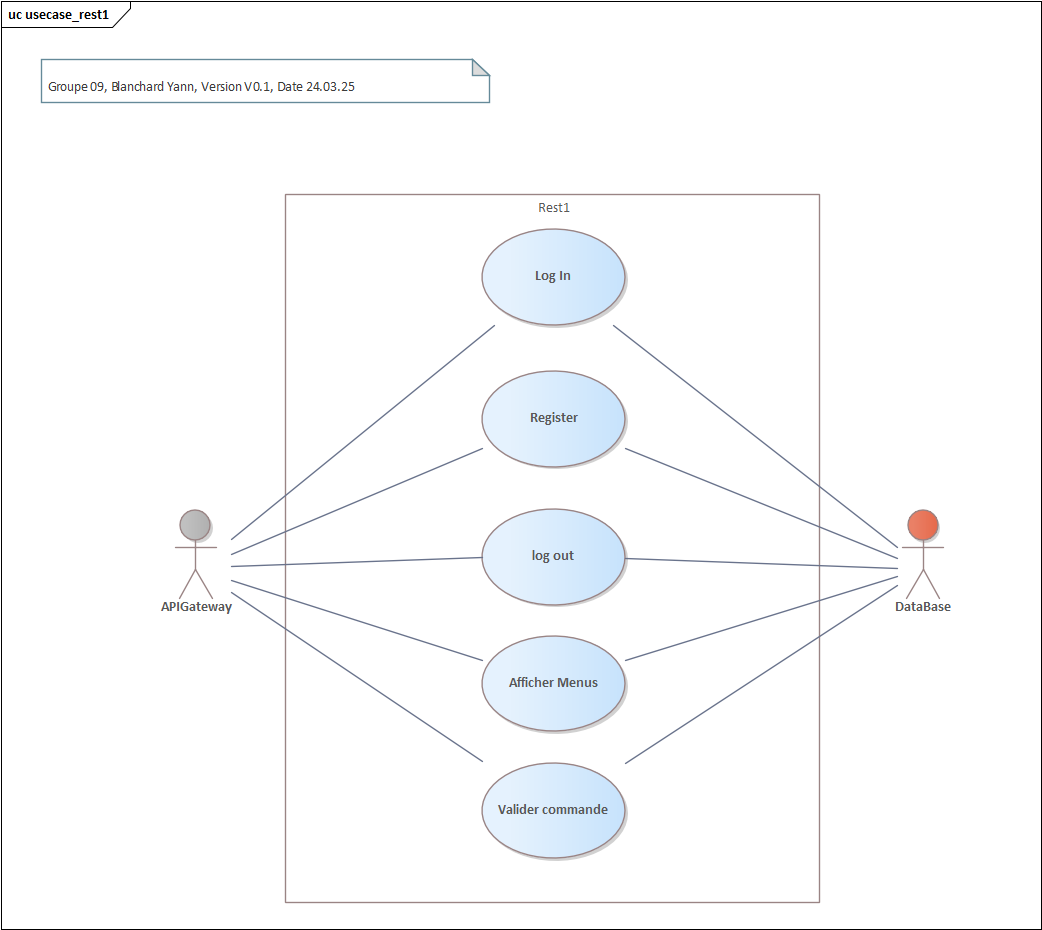 uc usecase_rest1
Groupe 09, Blanchard Yann, Version V0.1, Date 24.03.25
Rest1
Log In
Register
log out
APIGateway
DataBase
Afficher Menus
Valider commande